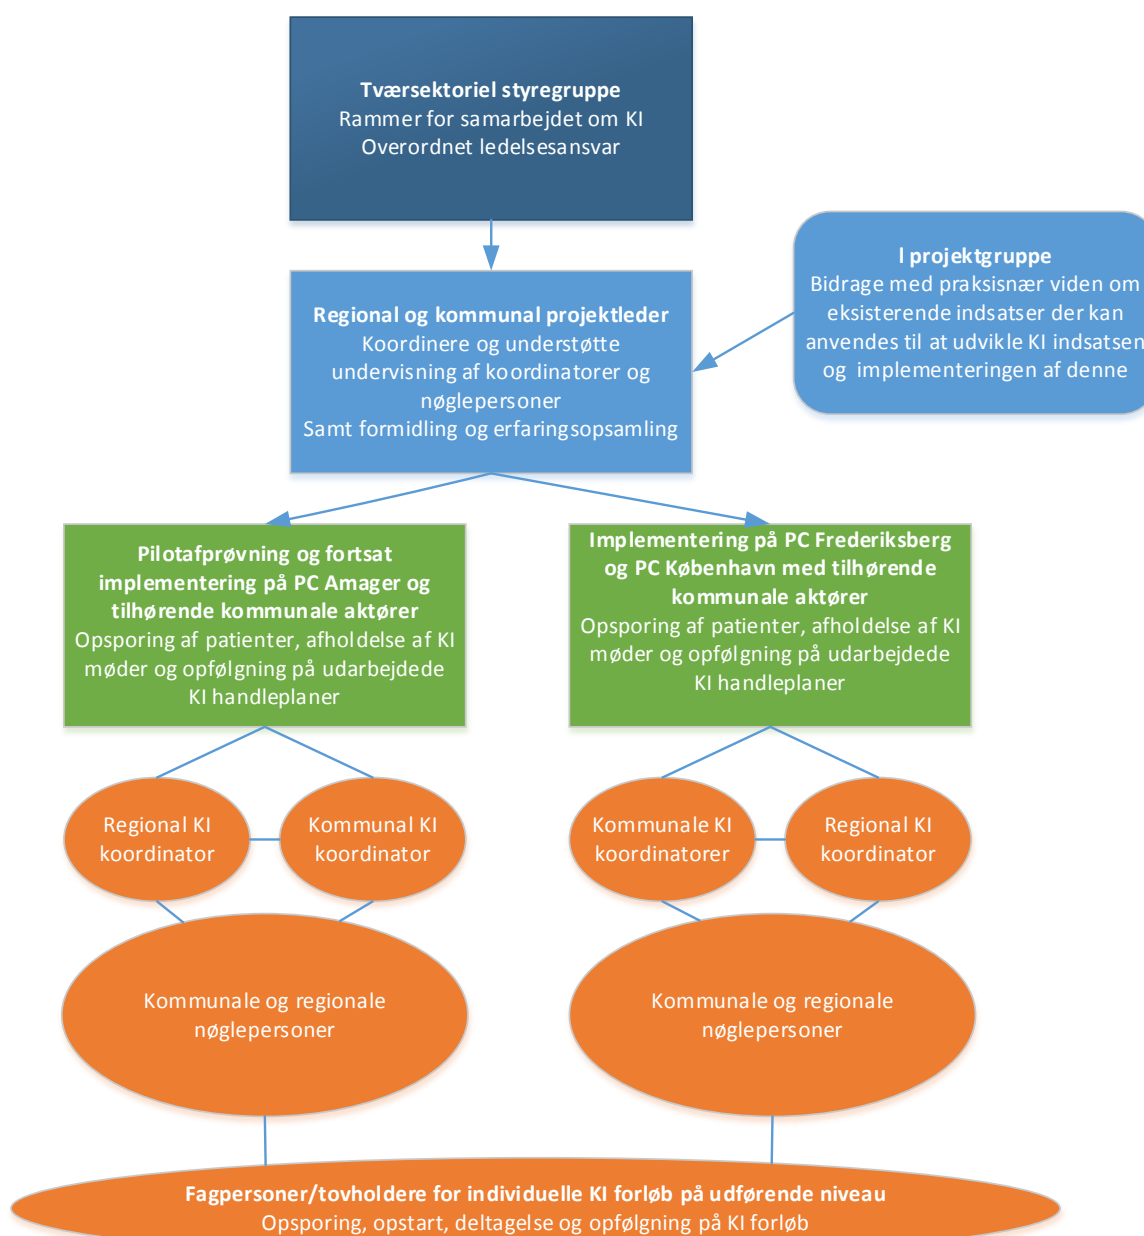 Tværsektoriel styregruppe
Rammer for samarbejdet om KI
Overordnet ledelsesansvar
I projektgruppe
Bidrage med praksisnær viden om
eksisterende indsatser der kan
anvendes til at udvikle KI indsatsen
og implementeringen af denne
Regional og kommunal projektleder
Koordinere og understøtte
undervisning af koordinatorer og
nøglepersoner
Samt formidling og erfaringsopsamling
Pilotafprøvning og fortsat
implementering på PC Amager og
tilhørende kommunale aktører
Opsporing af patienter, afholdelse af KI
møder og opfølgning på udarbejdede
KI handleplaner
Implementering på PC Frederiksberg
og PC København med tilhørende
kommunale aktører
Opsporing af patienter, afholdelse af KI
møder og opfølgning på udarbejdede
KI handleplaner
Regional KI
koordinator
Kommunal KI
koordinator
Kommunale KI
koordinatorer
Regional KI
koordinator
Kommunale og regionale
nøglepersoner
Kommunale og regionale
nøglepersoner
Fagpersoner/tovholdere for individuelle KI forløb på udførende niveau
Opsporing, opstart, deltagelse og opfølgning på KI forløb